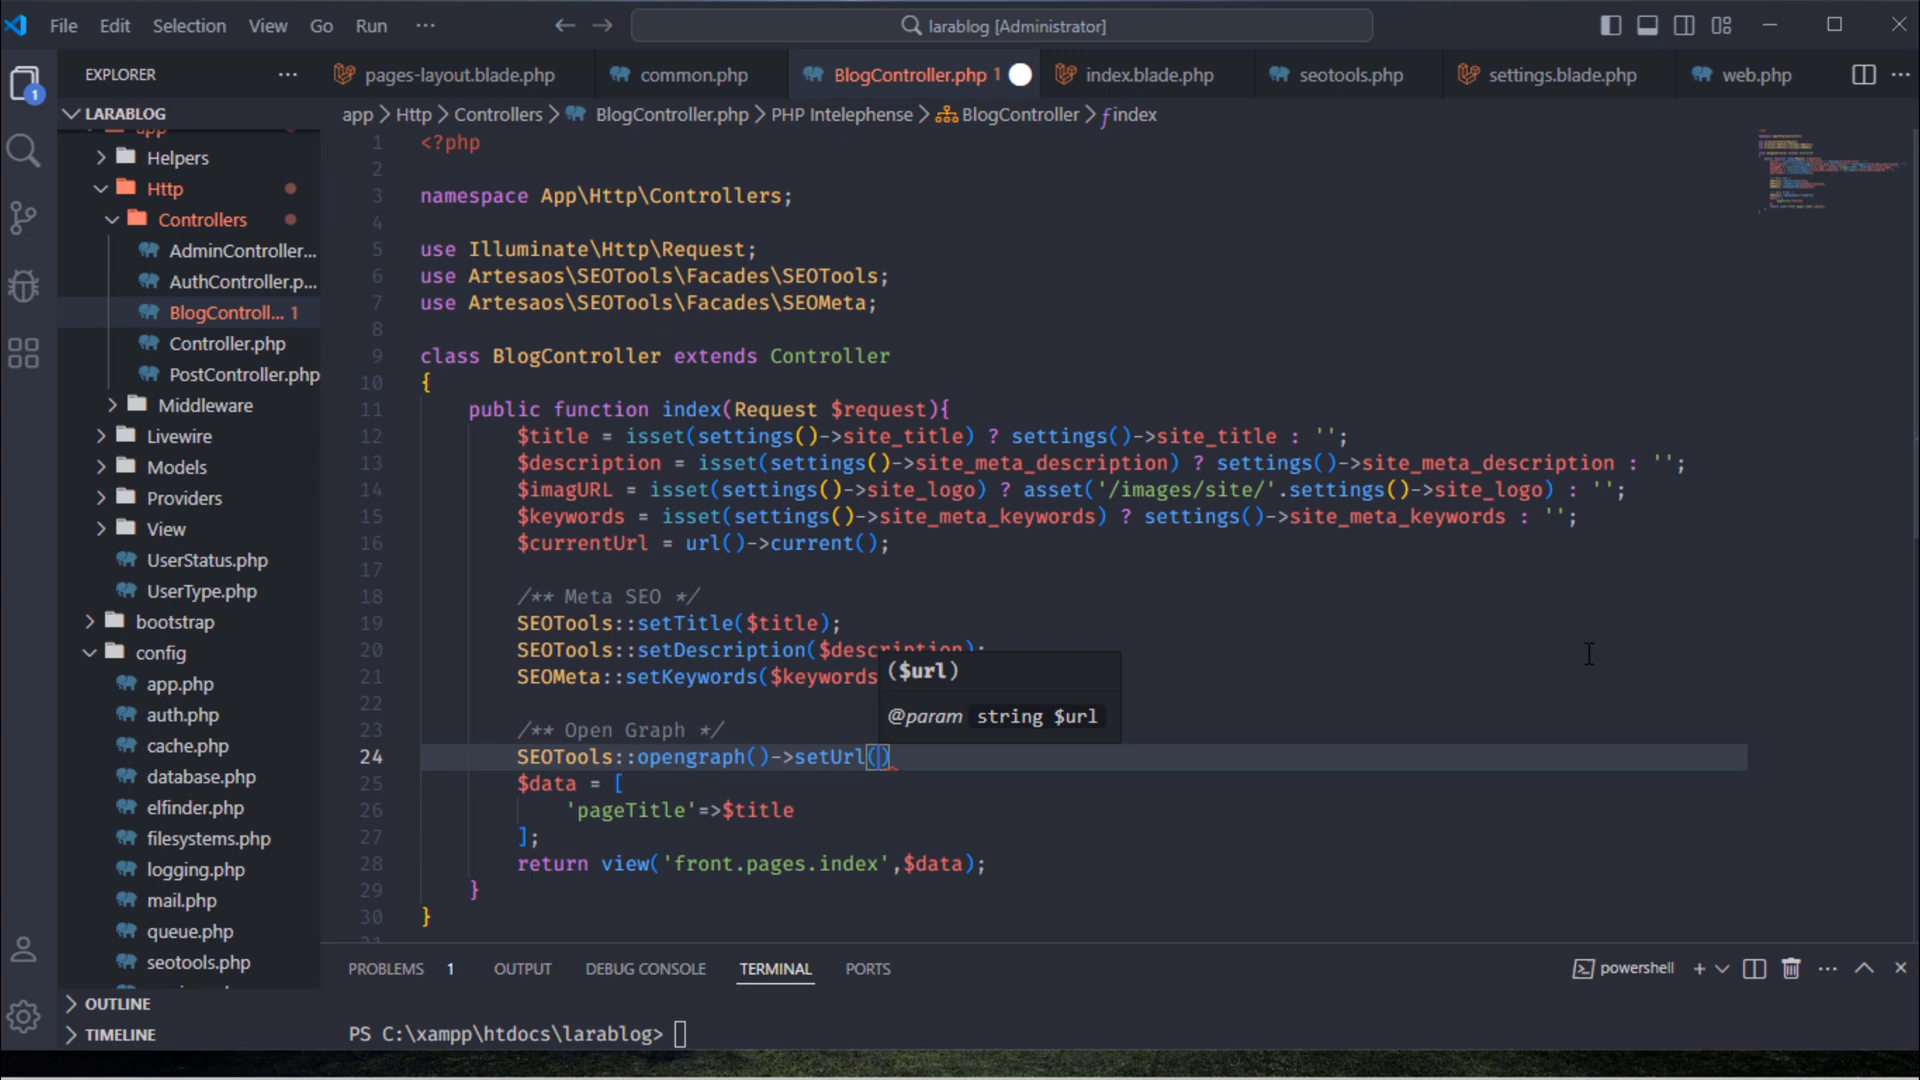 File Edit Selection View Go Run ··· larablog [Administrator]
EXPLORER ···
pages-layout.blade.php common.php BlogController.php 1 index.blade.php seotools.php settings.blade.php web.php ···
LARABLOG
app > Http > Controllers > BlogController.php > PHP Intelephense > BlogController > index
app
Helpers
Http
Controllers
AdminController...
AuthController.p...
BlogControll... 1
Controller.php
PostController.php
Middleware
Livewire
Models
Providers
View
UserStatus.php
UserType.php
bootstrap
config
app.php
auth.php
cache.php
database.php
elfinder.php
filesystems.php
logging.php
mail.php
queue.php
seotools.php
OUTLINE
TIMELINE
1
1 <?php
2
3 namespace App\Http\Controllers;
4
5 use Illuminate\Http\Request;
6 use Artesaos\SEOTools\Facades\SEOTools;
7 use Artesaos\SEOTools\Facades\SEOMeta;
8
9 class BlogController extends Controller
10 {
11 public function index(Request $request){
12 $title = isset(settings()->site_title) ? settings()->site_title : '';
13 $description = isset(settings()->site_meta_description) ? settings()->site_meta_description : '';
14 $imagURL = isset(settings()->site_logo) ? asset('/images/site/'.settings()->site_logo) : '';
15 $keywords = isset(settings()->site_meta_keywords) ? settings()->site_meta_keywords : '';
16 $currentUrl = url()->current();
17
18 /** Meta SEO */
19 SEOTools::setTitle($title);
20 SEOTools::setDescription($description);
21 SEOMeta::setKeywords($keywords
22
23 /** Open Graph */
24 SEOTools::opengraph()->setUrl()
25 $data = [
26 'pageTitle'=>$title
27 ];
28 return view('front.pages.index',$data);
29 }
30 }
($url)
@param string $url
PROBLEMS 1 OUTPUT DEBUG CONSOLE TERMINAL PORTS powershell ···
PS C:\xampp\htdocs\larablog>